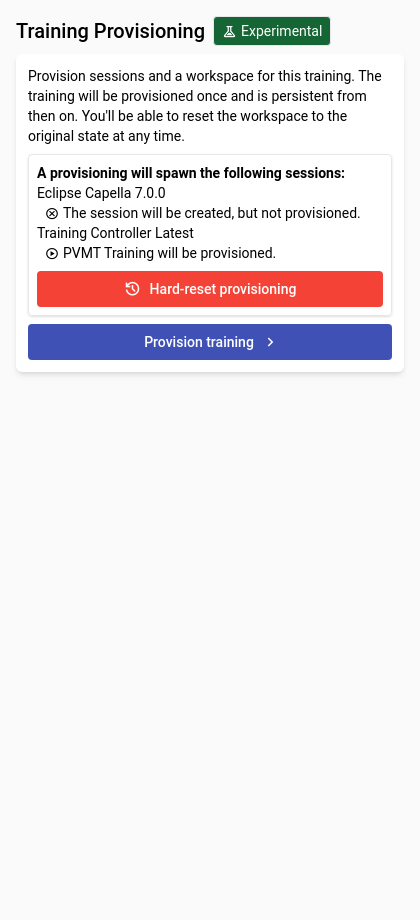 Training Provisioning
Experimental
Provision sessions and a workspace for this training. The
training will be provisioned once and is persistent from
then on. You'll be able to reset the workspace to the
original state at any time.
A provisioning will spawn the following sessions:
Eclipse Capella 7.0.0
The session will be created, but not provisioned.
Training Controller Latest
PVMT Training will be provisioned.
Hard-reset provisioning
Provision training